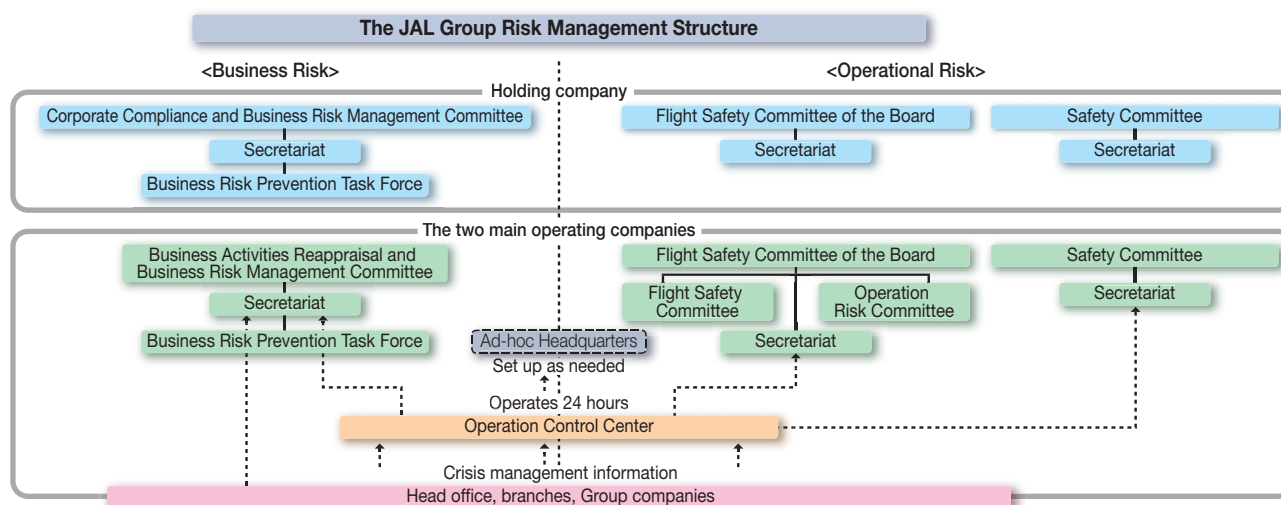 The JAL Group Risk Management Structure
<Business Risk>
<Operational Risk>
Holding company
Corporate Compliance and Business Risk Management Committee
Flight Safety Committee of the Board
Safety Committee
Secretariat
Secretariat
Secretariat
Business Risk Prevention Task Force
The two main operating companies
Business Activities Reappraisal and
Business Risk Management Committee
Flight Safety Committee of the Board
Safety Committee
Secretariat
Flight Safety
Committee
Operation
Risk Committee
Secretariat
Business Risk Prevention Task Force
Ad-hoc Headquarters
Secretariat
Set up as needed
Operates 24 hours
Operation Control Center
Crisis management information
Head office, branches, Group companies